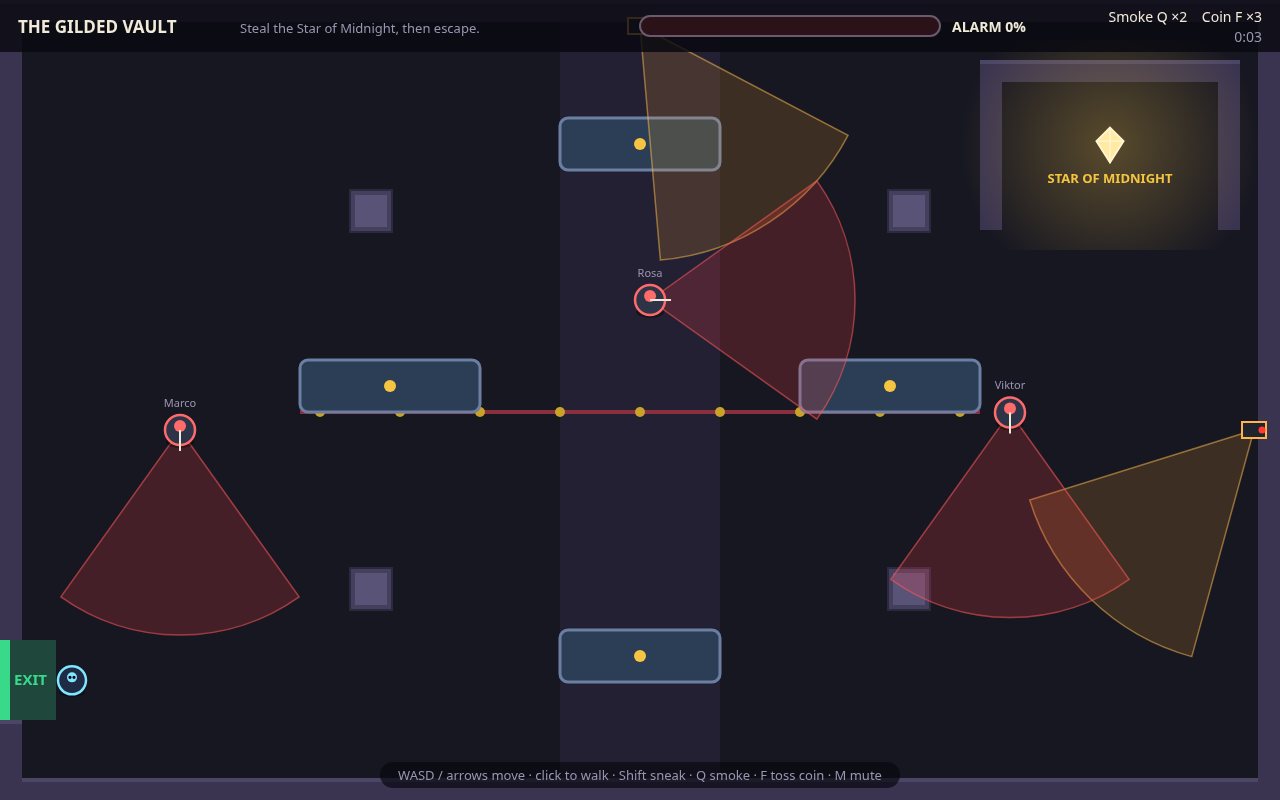 THE GILDED VAULT
Steal the Star of Midnight, then escape.
ALARM 0%
Smoke Q ×2 Coin F ×3
0:03
STAR OF MIDNIGHT
Rosa
Viktor
Marco
EXIT
WASD / arrows move · click to walk · Shift sneak · Q smoke · F toss coin · M mute